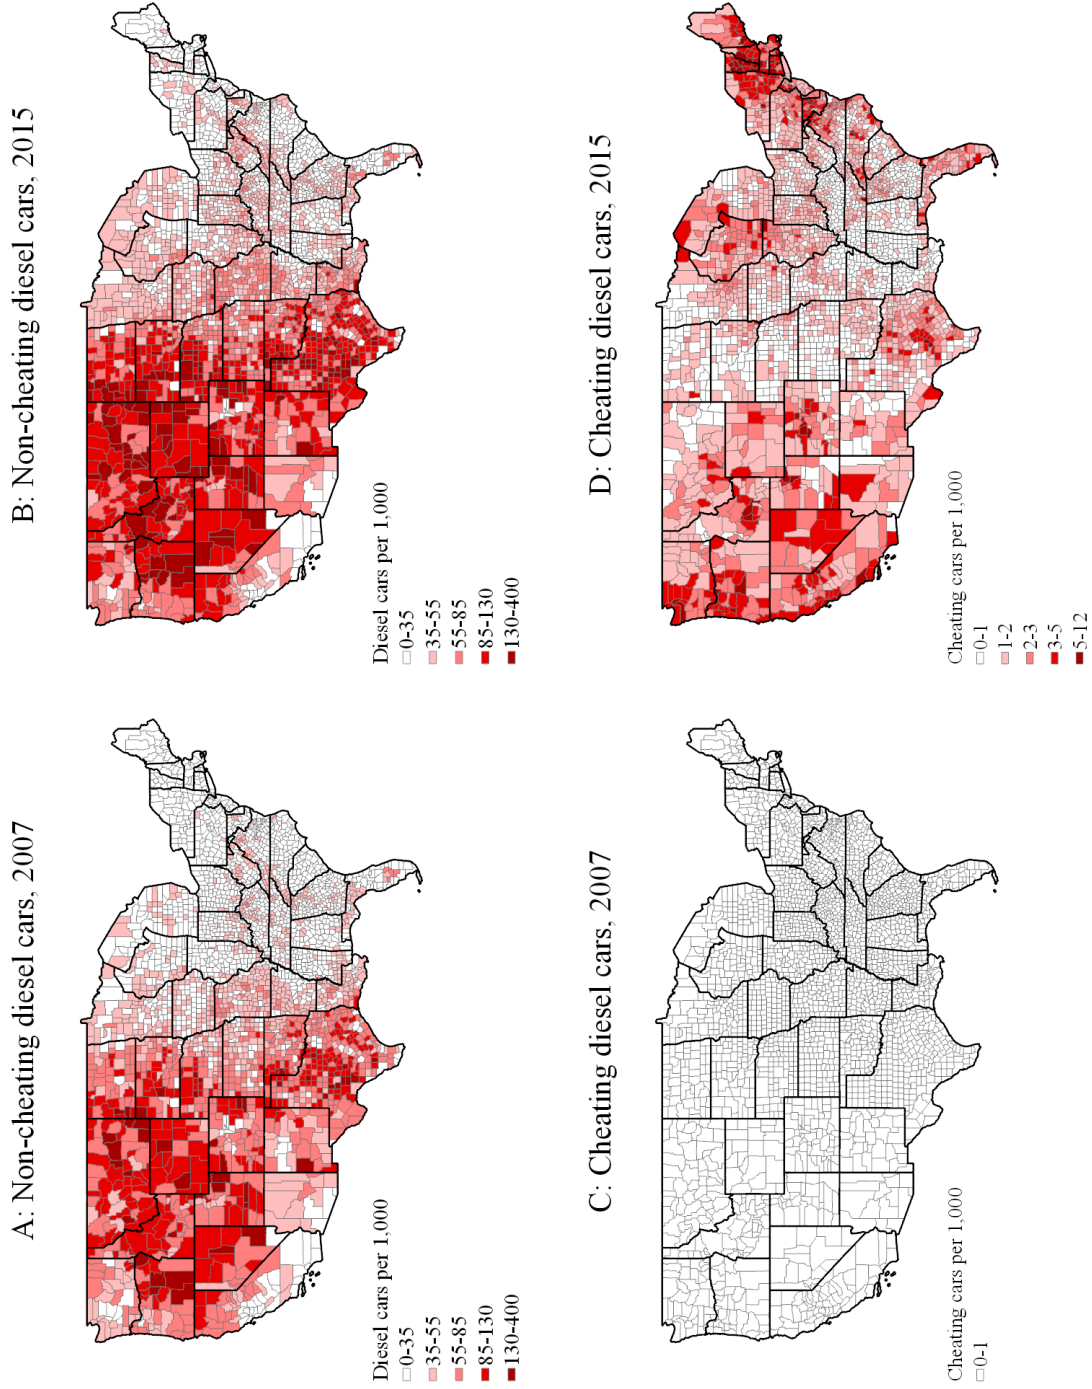 A: Non-cheating diesel cars, 2007
Diesel cars per 1,000
0-35
35-55
55-85
85-130
130-400
B: Non-cheating diesel cars, 2015
Diesel cars per 1,000
0-35
35-55
55-85
85-130
130-400
C: Cheating diesel cars, 2007
Cheating cars per 1,000
0-1
D: Cheating diesel cars, 2015
Cheating cars per 1,000
0-1
1-2
2-3
3-5
5-12